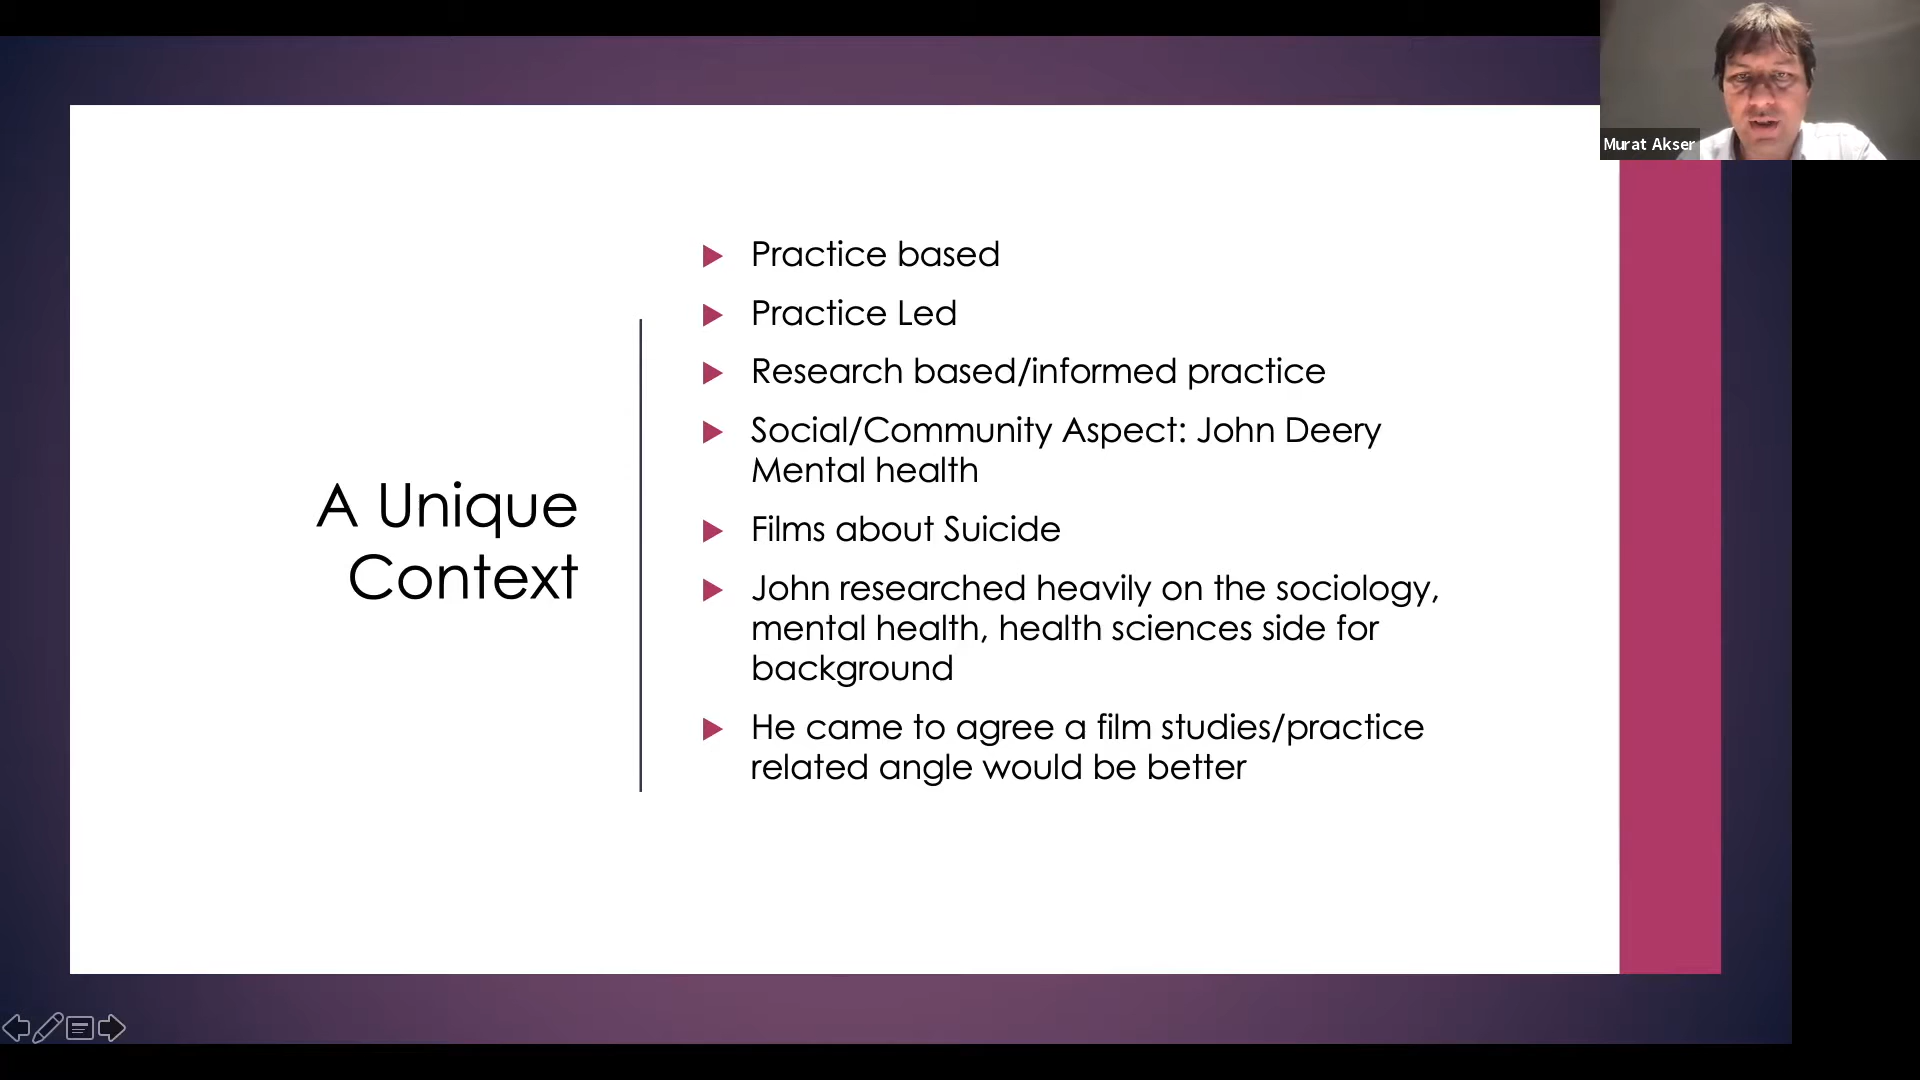 Murat Akser
A Unique
Context
Practice based
Practice Led
Research based/informed practice
Social/Community Aspect: John Deery
Mental health
Films about Suicide
John researched heavily on the sociology,
mental health, health sciences side for
background
He came to agree a film studies/practice
related angle would be better